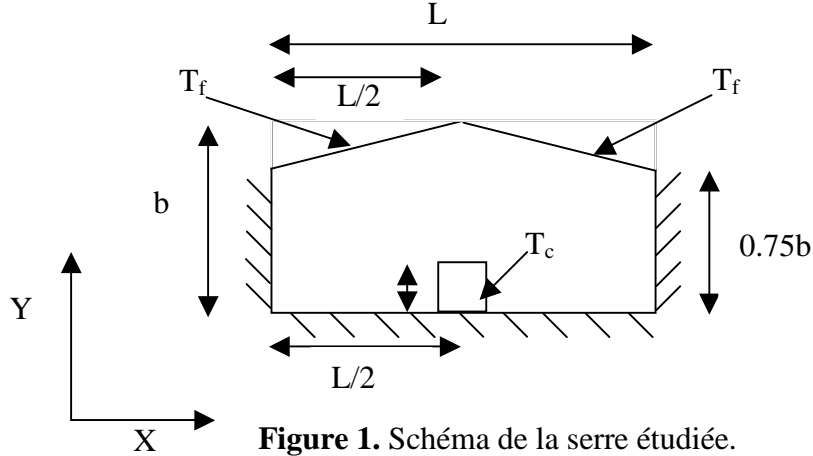 L
T_f
L/2
T_f
b
T_c
0.75b
Y
L/2
X
Figure 1. Schéma de la serre étudiée.